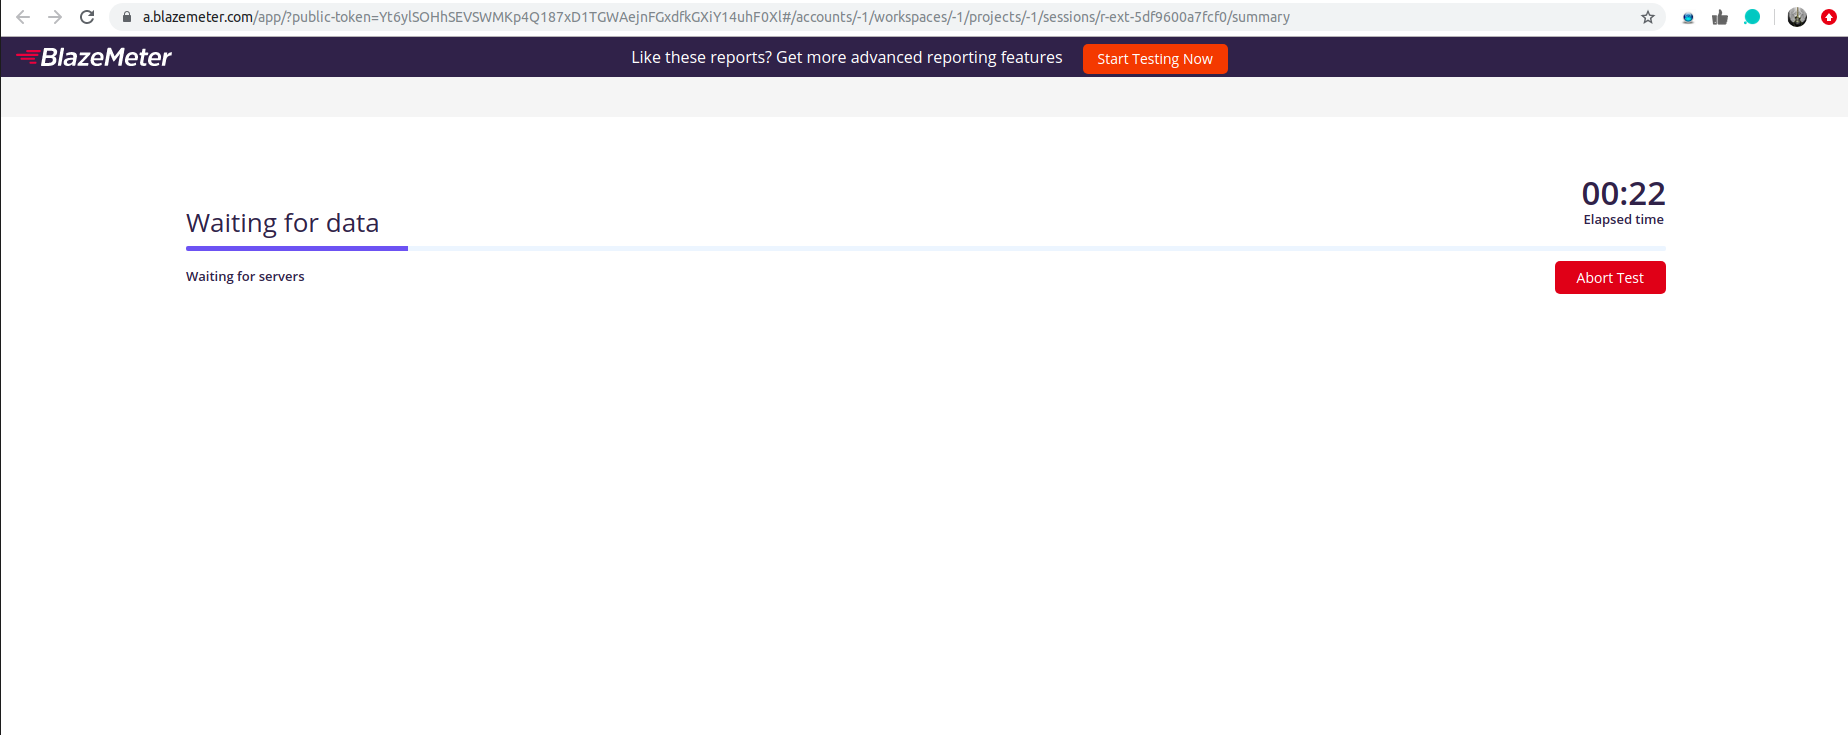 a.blazemeter.com/app/?public-token=Yt6ylSOHhSEVSWMKp4Q187xD1TGWAejnFGxdfkGXiY14uhF0Xl#/accounts/-1/workspaces/-1/projects/-1/sessions/r-ext-5df9600a7fcf0/summary
BlazeMeter
Like these reports? Get more advanced reporting features
Start Testing Now
00:22
Elapsed time
Waiting for data
Waiting for servers
Abort Test